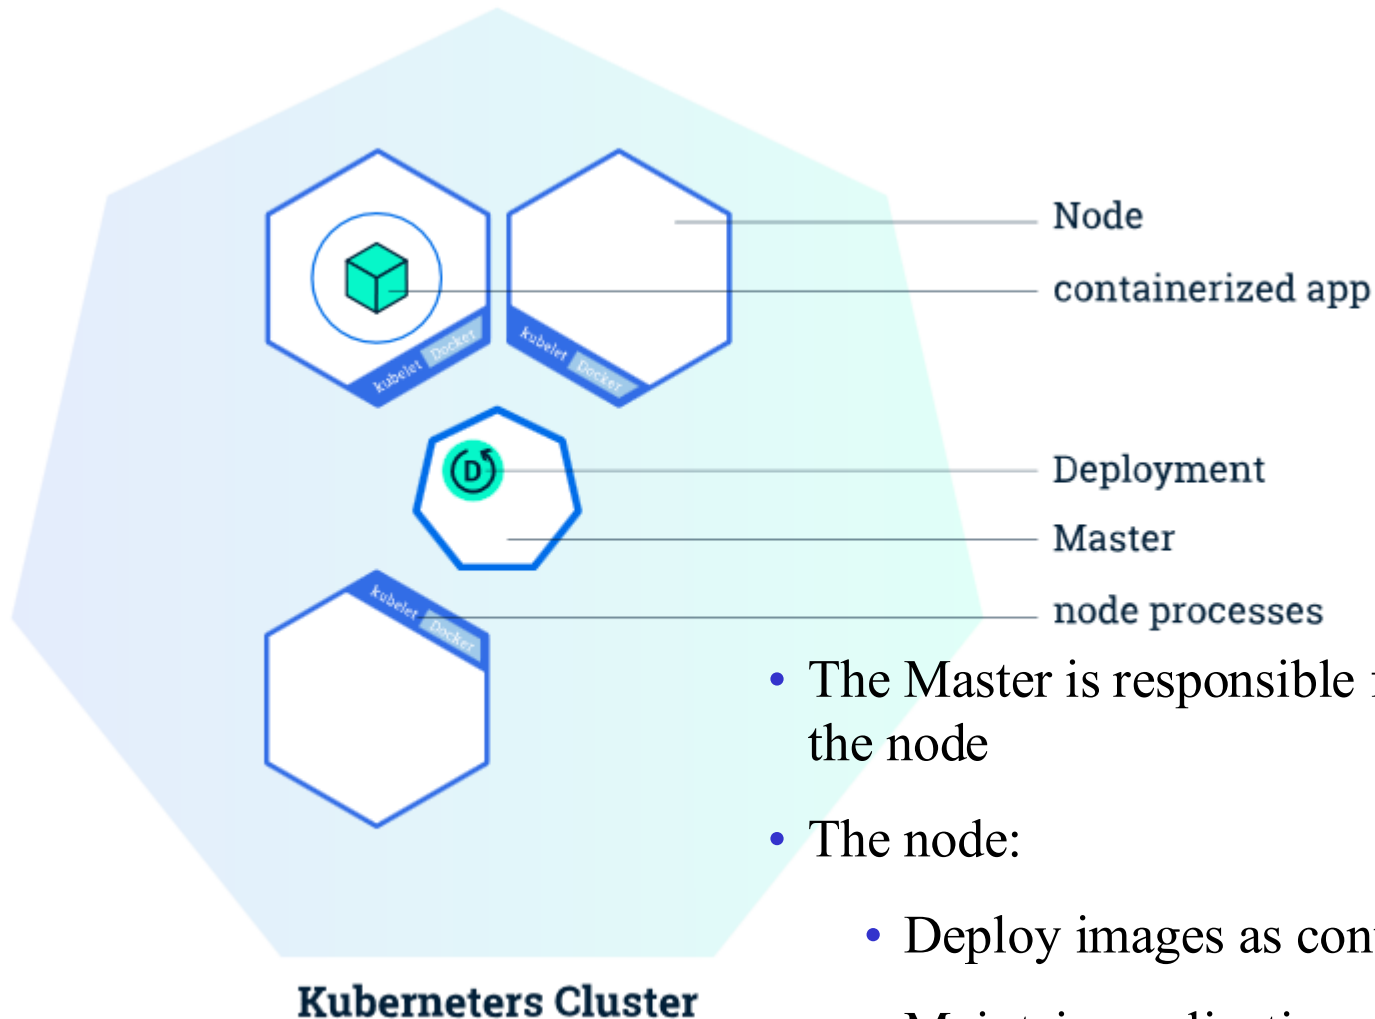 Node
containerized app
kubelet Docker
kubelet Docker
D
Deployment
Master
kubelet Docker
node processes
• The Master is responsible
the node
• The node:
• Deploy images as
Kuberneters Cluster